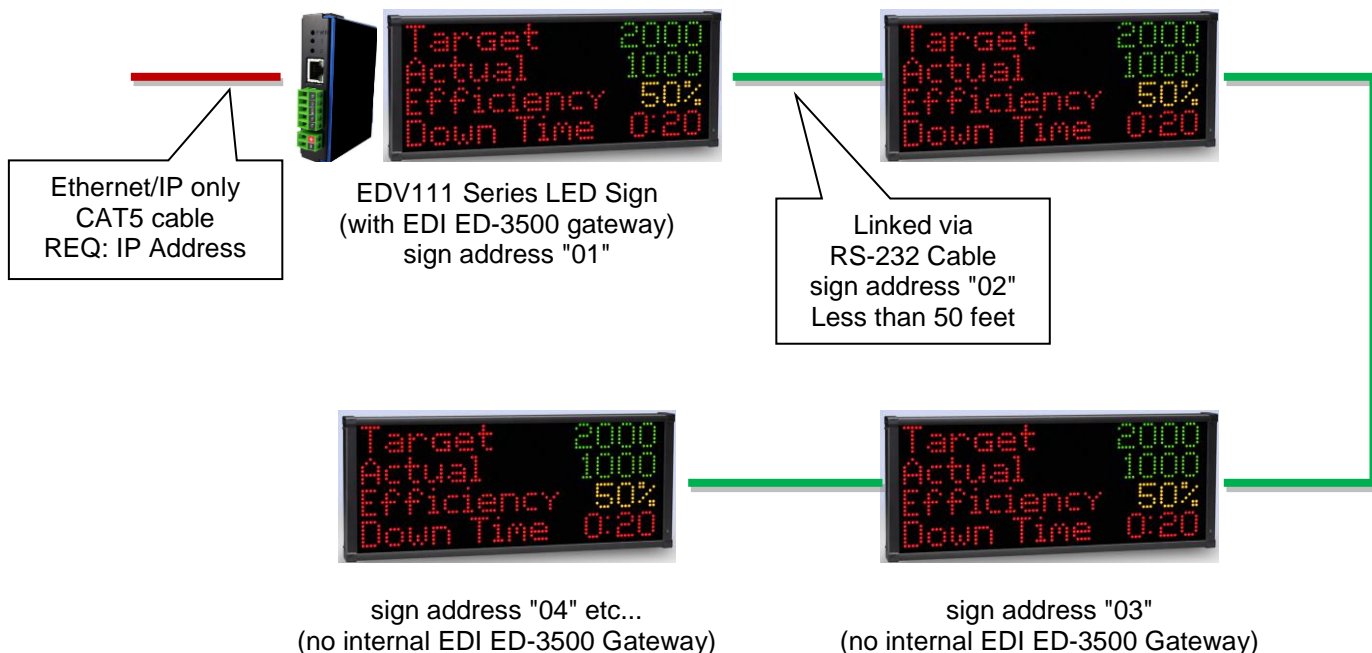 Target 2000
Actual 1000
Efficiency 50%
Down Time 0:20
Target 2000
Actual 1000
Efficiency 50%
Down Time 0:20
Ethernet/IP only
CAT5 cable
REQ: IP Address
EDV111 Series LED Sign
(with EDI ED-3500 gateway)
sign address "01"
Linked via
RS-232 Cable
sign address "02"
Less than 50 feet
Target 2000
Actual 1000
Efficiency 50%
Down Time 0:20
Target 2000
Actual 1000
Efficiency 50%
Down Time 0:20
sign address "04" etc...
(no internal EDI ED-3500 Gateway)
sign address "03"
(no internal EDI ED-3500 Gateway)